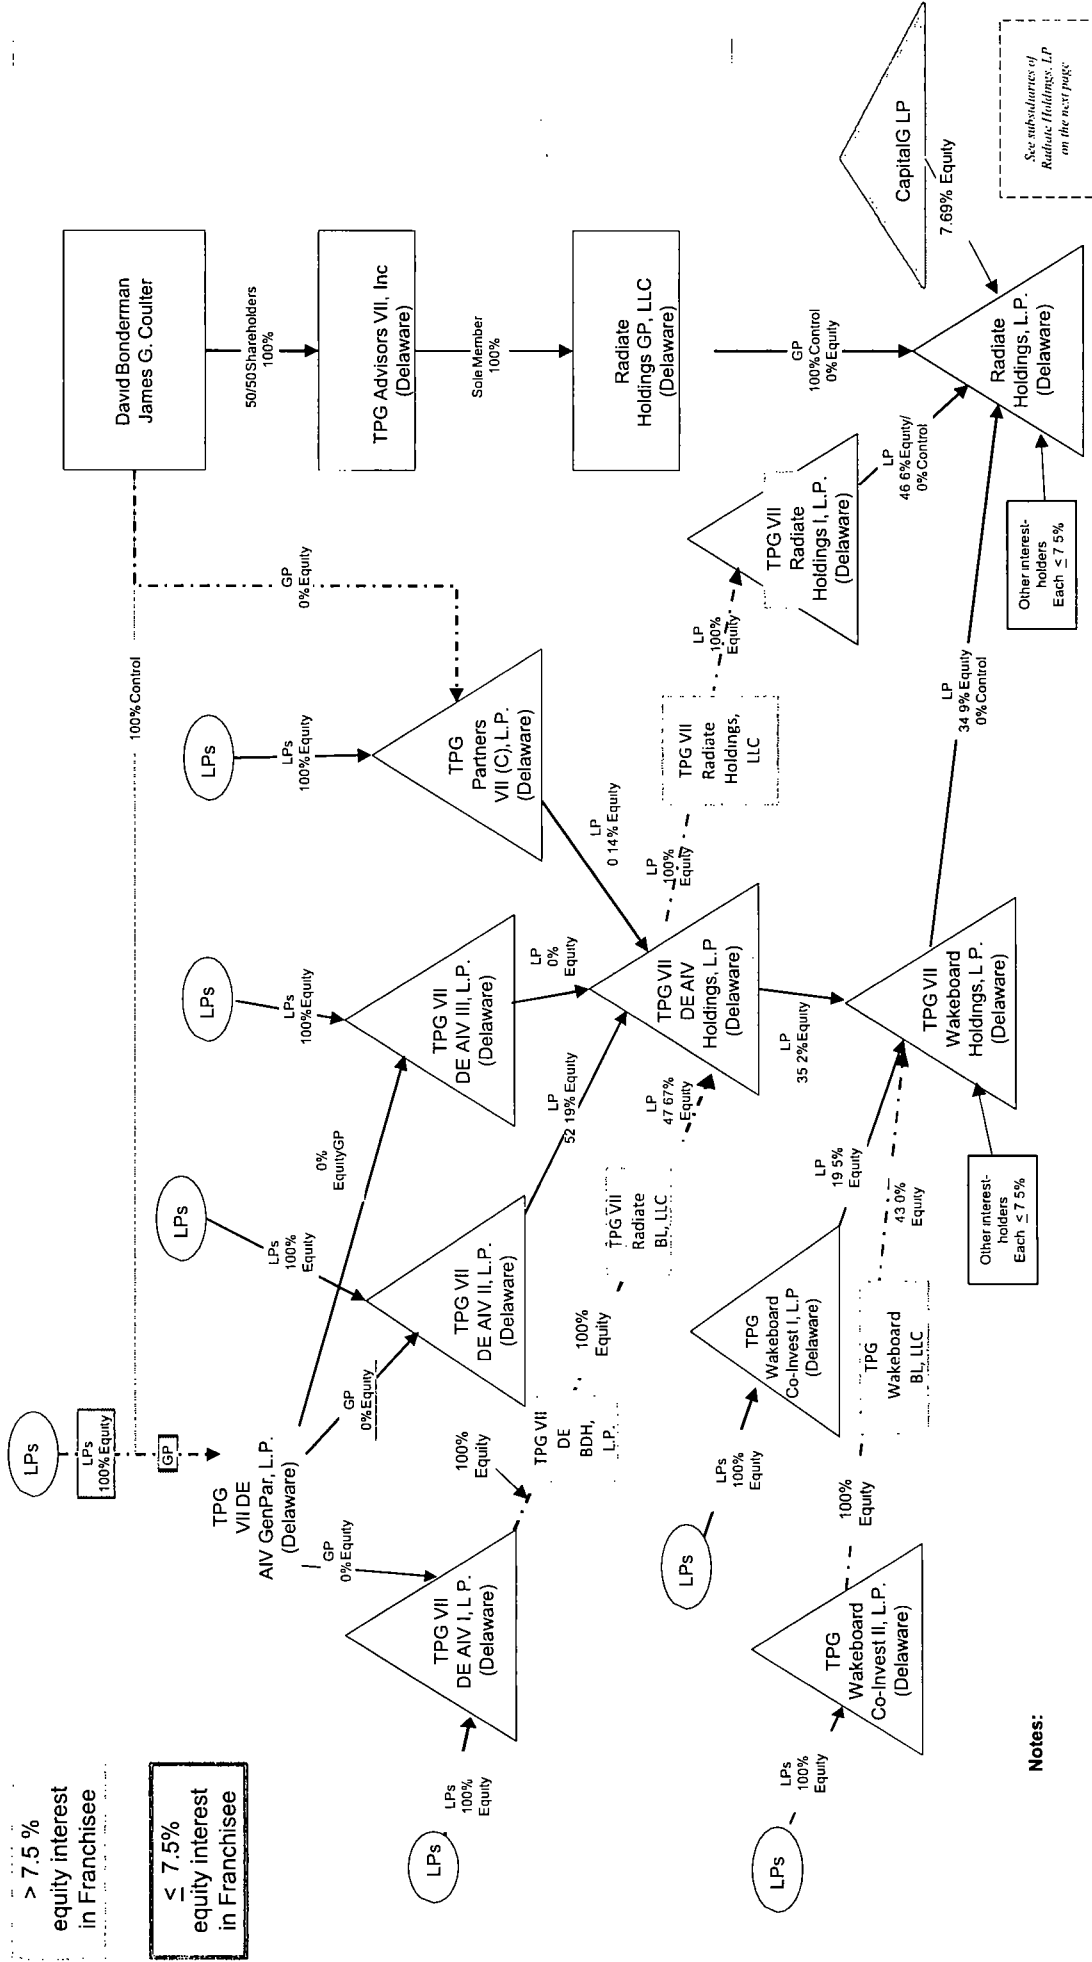 > 7.5 %
equity interest
in Franchisee
≤ 7.5%
equity interest
in Franchisee
David Bonderman
James G. Coulter
50/50 Shareholders
100%
TPG Advisors VII, Inc
(Delaware)
Sole Member
100%
Radiate
Holdings GP, LLC
(Delaware)
GP
100% Control
0% Equity
100% Control
GP
0% Equity
LPs
LPs
100% Equity
GP
TPG
VII DE
AIV GenPar, L.P.
(Delaware)
GP
0% Equity
GP
0% Equity
0%
Equity GP
LPs
LPs
100%
Equity
LPs
LPs
100% Equity
LPs
LPs
100% Equity
LPs
LPs
100%
Equity
TPG VII
DE AIV I, L P.
(Delaware)
TPG VII
DE AIV II, L.P.
(Delaware)
TPG VII
DE AIV III, L.P.
(Delaware)
TPG
Partners
VII (C), L.P.
(Delaware)
100%
Equity
TPG VII
DE
BDH,
L.P.
100%
Equity
TPG VII
Radiate
BL, LLC
LP
47 67%
Equity
LP
52 19% Equity
LP
0%
Equity
LP
0 14% Equity
TPG VII
DE AIV
Holdings, L.P
(Delaware)
LP
100%
Equity
TPG VII
Radiate
Holdings,
LLC
LP
100%
Equity
TPG VII
Radiate
Holdings I, L.P.
(Delaware)
LP
46 6% Equity/
0% Control
CapitalG LP
7.69% Equity
LPs
LPs
100%
Equity
TPG
Wakeboard
Co-Invest I, L.P
(Delaware)
LP
19 5%
Equity
LP
35 2% Equity
LPs
LPs
100%
Equity
TPG
Wakeboard
Co-Invest II, L.P.
(Delaware)
100%
Equity
TPG
Wakeboard
BL, LLC
43 0%
Equity
TPG VII
Wakeboard
Holdings, L P.
(Delaware)
Other interest-
holders
Each ≤ 7 5%
LP
34 9% Equity
0% Control
Radiate
Holdings, L.P.
(Delaware)
Other interest-
holders
Each ≤ 7 5%
See subsidiaries of
Radiate Holdings, LP
on the next page
Notes: